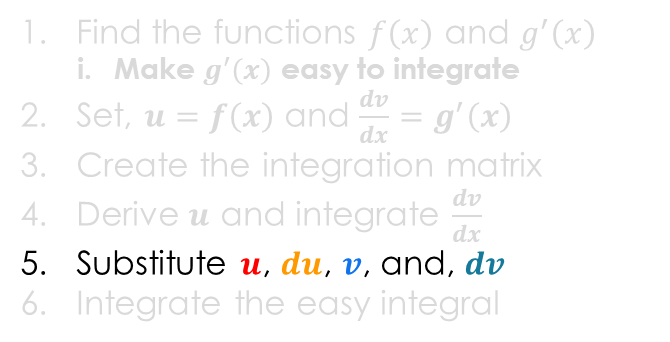 1. Find the functions f(x) and g′(x)
i. Make g′(x) easy to integrate
2. Set, u = f(x) and dv/dx = g′(x)
3. Create the integration matrix
4. Derive u and integrate dv/dx
5. Substitute u, du, v, and, dv
6. Integrate the easy integral